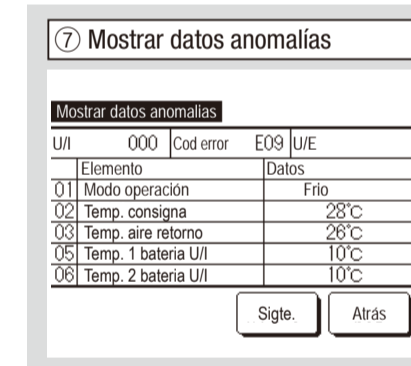 ⑦ Mostrar datos anomalías
Mostrar datos anomalias
U/I 000 Cod error E09 U/E
Elemento Datos
01 Modo operación Frio
02 Temp. consigna 28°C
03 Temp. aire retorno 26°C
05 Temp. 1 bateria U/I 10°C
06 Temp. 2 bateria U/I 10°C
Sigte. Atrás